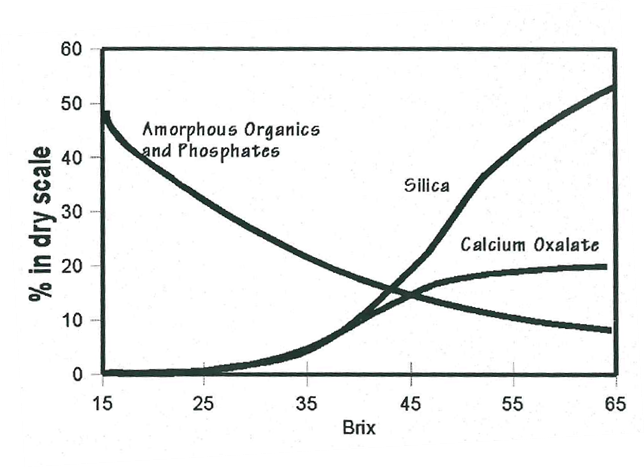 60
50
40
30
20
10
0
% in dry scale
Amorphous Organics
and Phosphates
Silica
Calcium Oxalate
15 25 35 45 55 65
Brix